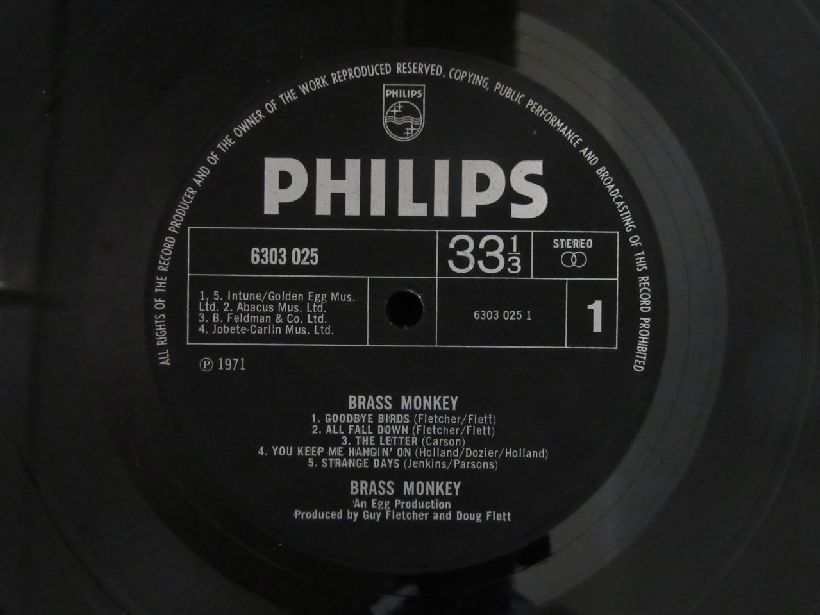 ALL RIGHTS OF THE RECORD PRODUCER AND OF THE OWNER OF THE WORK REPRODUCED RESERVED. COPYING, PUBLIC PERFORMANCE AND BROADCASTING OF THIS RECORD PROHIBITED
PHILIPS
PHILIPS
6303 025
33 1/3
STEREO
1, 5. Intune/Golden Egg Mus.
Ltd. 2. Abacus Mus. Ltd.
3. B. Feldman & Co. Ltd.
4. Jobete-Carlin Mus. Ltd.
6303 025 1
1
℗ 1971
BRASS MONKEY
1. GOODBYE BIRDS (Fletcher/Flett)
2. ALL FALL DOWN (Fletcher/Flett)
3. THE LETTER (Carson)
4. YOU KEEP ME HANGIN' ON (Holland/Dozier/Holland)
5. STRANGE DAYS (Jenkins/Parsons)
BRASS MONKEY
An Egg Production
Produced by Guy Fletcher and Doug Flett